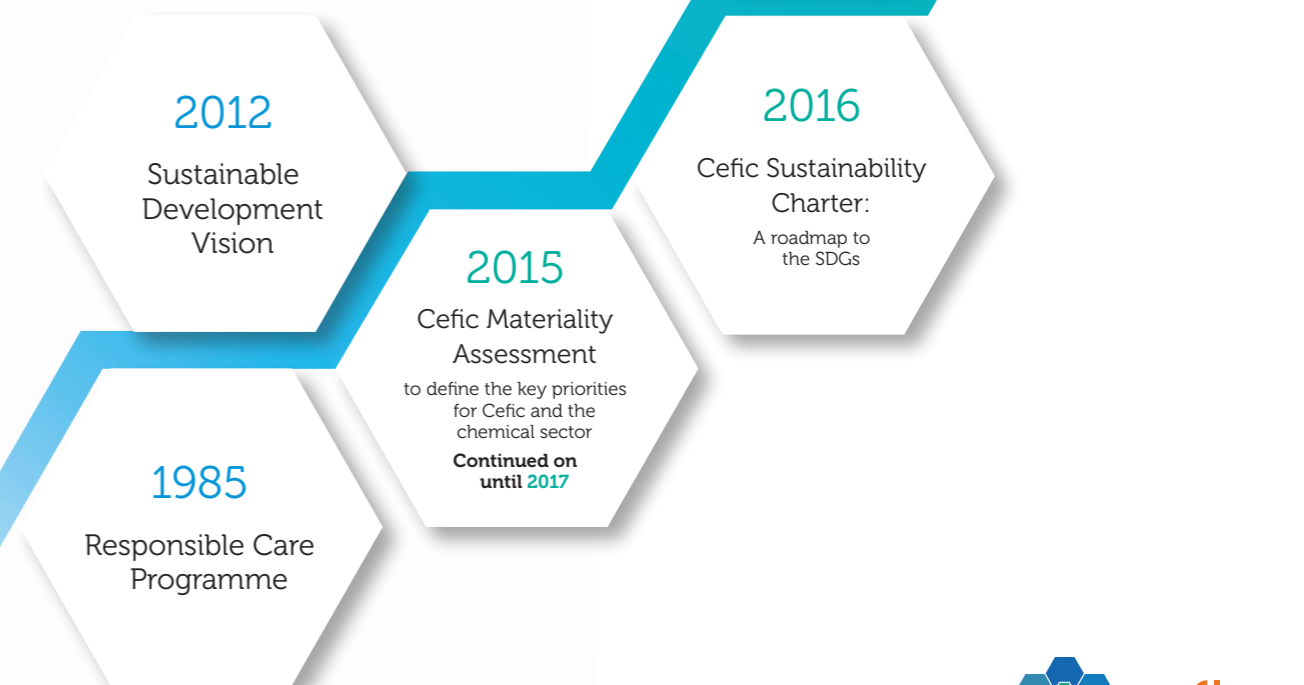 2012
Sustainable
Development
Vision
2016
Cefic Sustainability
Charter:
A roadmap to
the SDGs
2015
Cefic Materiality
Assessment
to define the key priorities
for Cefic and the
chemical sector
Continued on
until 2017
1985
Responsible Care
Programme